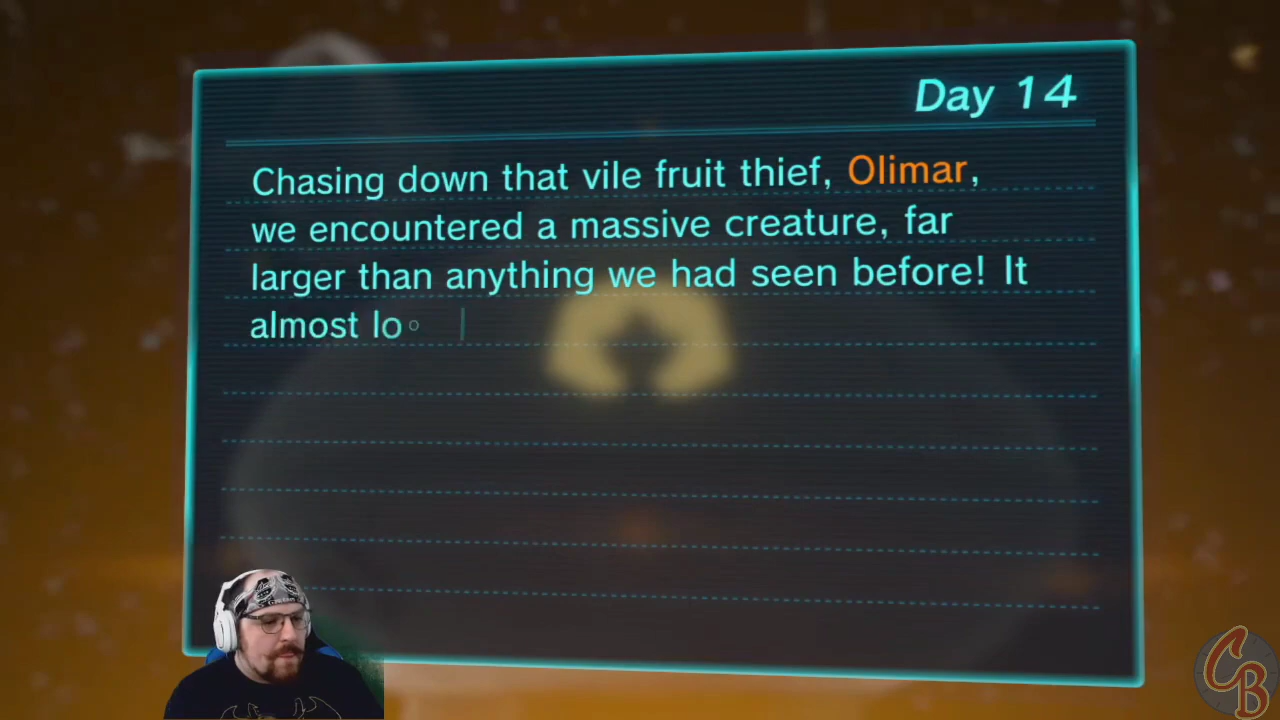 Day 14
Chasing down that vile fruit thief, Olimar,
we encountered a massive creature, far
larger than anything we had seen before! It
almost lo
CB